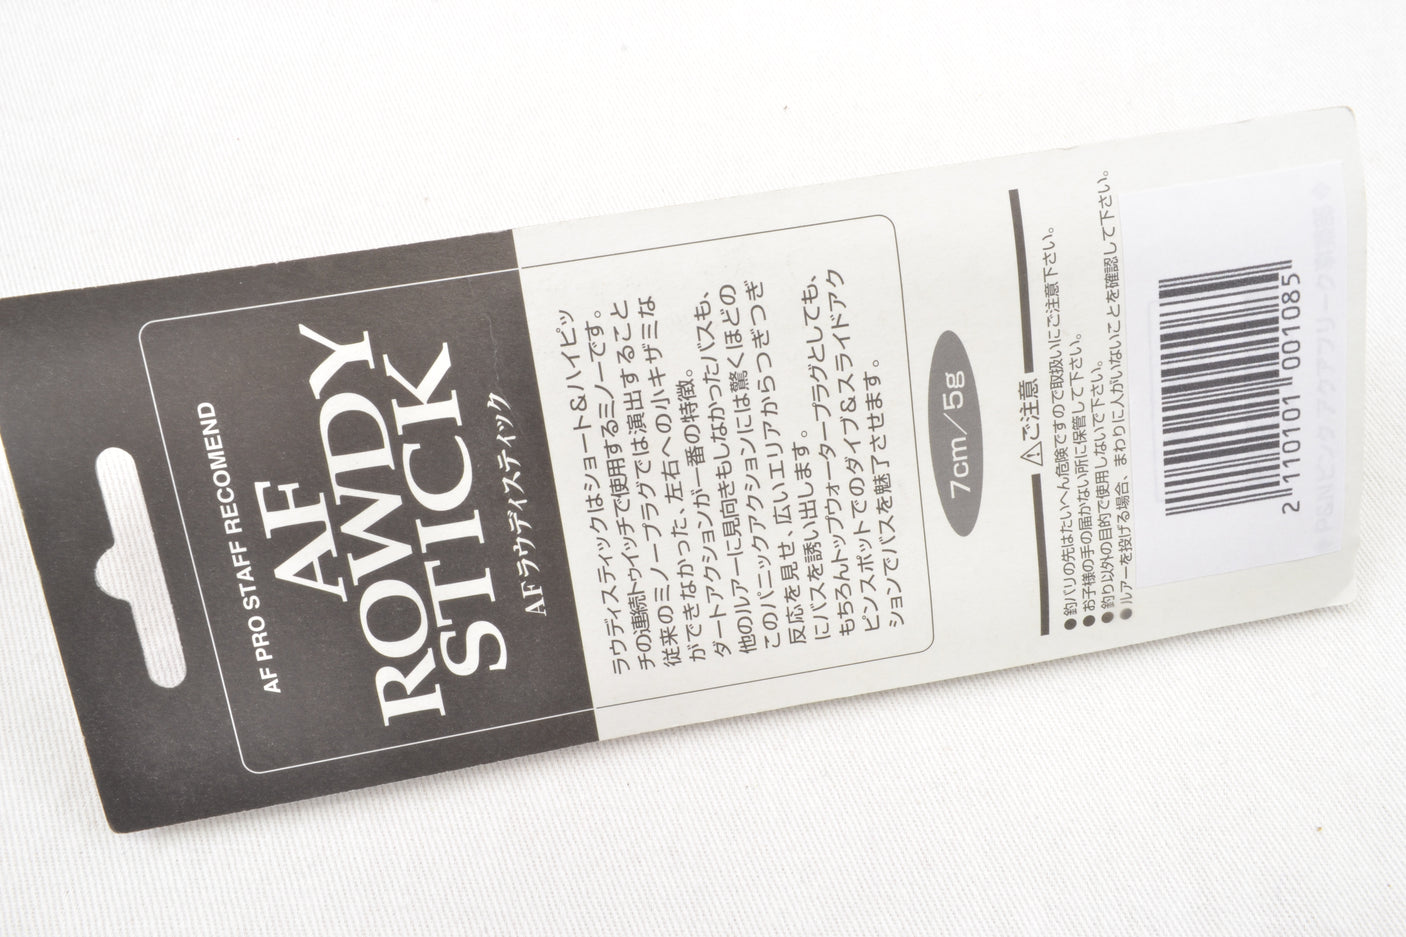 AF PRO STAFF RECOMEND
AF
ROWDY
STICK
AFラウディスティック
ラウディスティックはショート&ハイピッ
チの連続トゥイッチで使用するミノーです。
従来のミノープラグでは演出すること
ができなかった、左右への小キザミな
ダートアクションが一番の特徴。
他のルアーに見向きもしなかったバスも、
このパニックアクションには驚くほどの
反応を見せ、広いエリアからつぎつぎ
にバスを誘い出します。
もちろんトップウォータープラグとしても、
ピンスポットでのダイブ&スライドアク
ションでバスを魅了させます。
7cm/5g
⚠ご注意
●釣バリの先はたいへん危険ですので取扱いにご注意下さい。
●お子様の手の届かない所に保管して下さい。
●釣り以外の目的で使用しないで下さい。
●ルアーを投げる場合、まわりに人がいないことを確認して下さい。
2 110101 001085